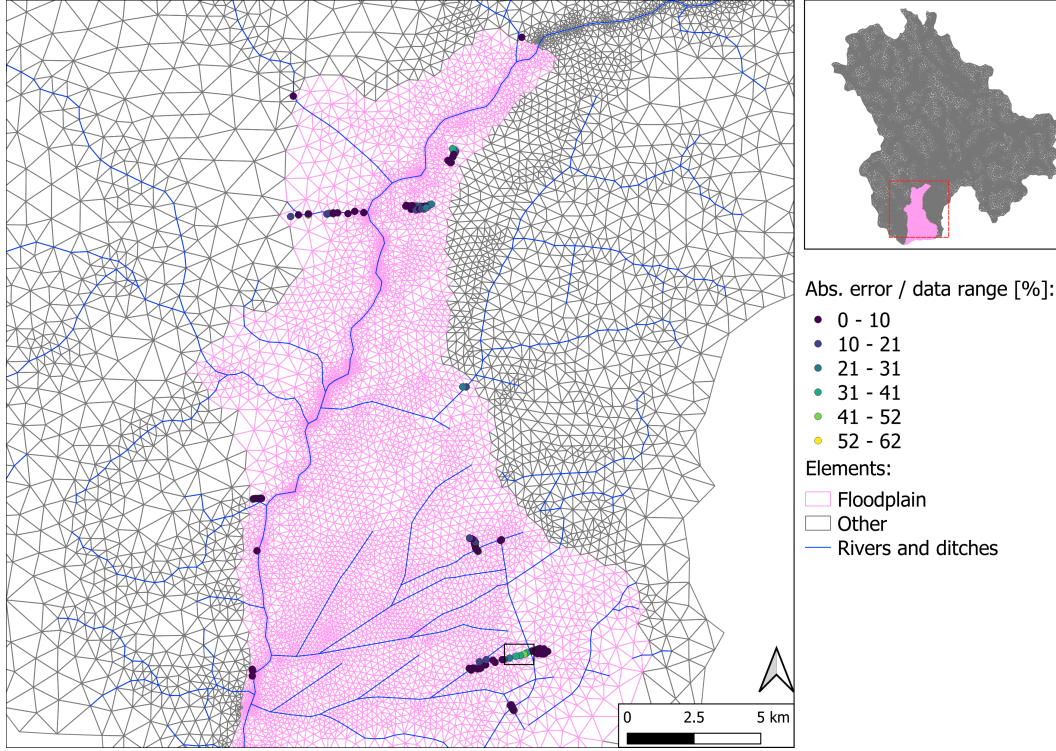 Abs. error / data range [%]:
0 - 10
10 - 21
21 - 31
31 - 41
41 - 52
52 - 62
Elements:
Floodplain
Other
Rivers and ditches
0 2.5 5 km